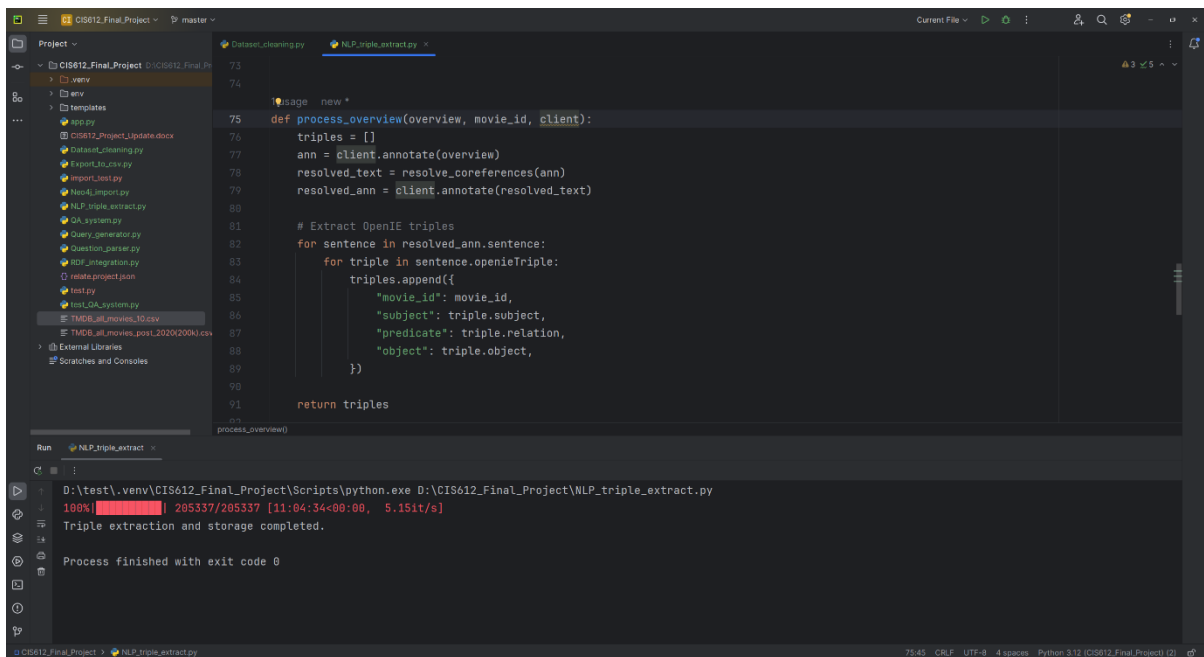 CI CIS612_Final_Project master Current File
Project
Dataset_cleaning.py NLP_triple_extract.py ×
CIS612_Final_Project D:\CIS612_Final_Pr
.venv
env
templates
app.py
CIS612_Project_Update.docx
Dataset_cleaning.py
Export_to_csv.py
import_test.py
Neo4j_import.py
NLP_triple_extract.py
QA_system.py
Query_generator.py
Question_parser.py
RDF_integration.py
relate.project.json
test.py
test_QA_system.py
TMDB_all_movies_10.csv
TMDB_all_movies_post_2020(200k).csv
External Libraries
Scratches and Consoles
3 5
73
74
usage new *
75 def process_overview(overview, movie_id, client):
76 triples = []
77 ann = client.annotate(overview)
78 resolved_text = resolve_coreferences(ann)
79 resolved_ann = client.annotate(resolved_text)
80
81 # Extract OpenIE triples
82 for sentence in resolved_ann.sentence:
83 for triple in sentence.openieTriple:
84 triples.append({
85 "movie_id": movie_id,
86 "subject": triple.subject,
87 "predicate": triple.relation,
88 "object": triple.object,
89 })
90
91 return triples
92
process_overview()
Run NLP_triple_extract ×
D:\test\.venv\CIS612_Final_Project\Scripts\python.exe D:\CIS612_Final_Project\NLP_triple_extract.py
100%|██████████| 205337/205337 [11:04:34<00:00, 5.15it/s]
Triple extraction and storage completed.
Process finished with exit code 0
CIS612_Final_Project > NLP_triple_extract.py 75:45 CRLF UTF-8 4 spaces Python 3.12 (CIS612_Final_Project) (2)